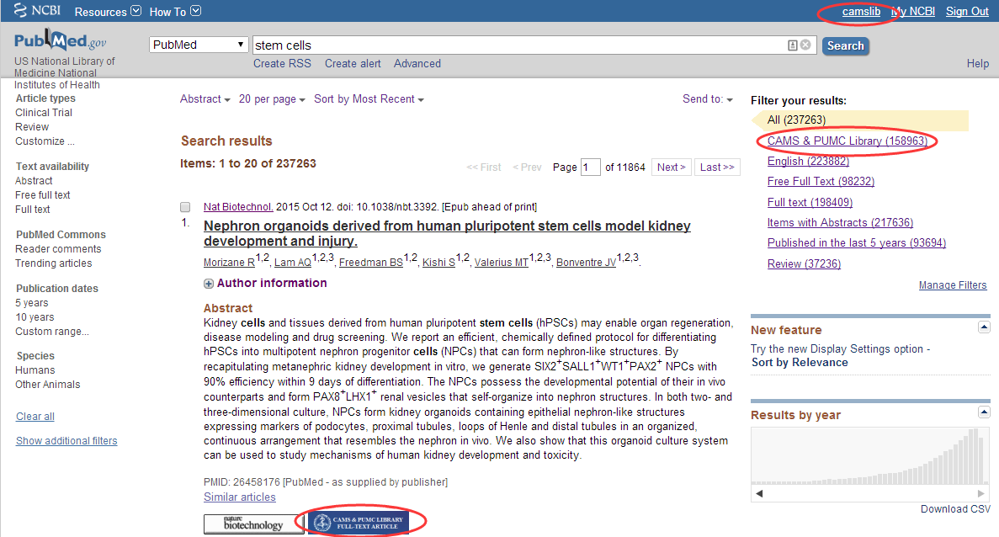 NCBI Resources How To camslib My NCBI Sign Out
PubMed.gov
US National Library of
Medicine National
Institutes of Health
PubMed stem cells Search
Create RSS Create alert Advanced Help
Article types
Clinical Trial
Review
Customize ...
Text availability
Abstract
Free full text
Full text
PubMed Commons
Reader comments
Trending articles
Publication dates
5 years
10 years
Custom range...
Species
Humans
Other Animals
Clear all
Show additional filters
Abstract 20 per page Sort by Most Recent Send to:
Search results
Items: 1 to 20 of 237263
<< First < Prev Page 1 of 11864 Next > Last >>
Nat Biotechnol. 2015 Oct 12. doi: 10.1038/nbt.3392. [Epub ahead of print]
1. Nephron organoids derived from human pluripotent stem cells model kidney
development and injury.
Morizane R1,2, Lam AQ1,2,3, Freedman BS1,2, Kishi S1,2, Valerius MT1,2,3, Bonventre JV1,2,3.
Author information
Abstract
Kidney cells and tissues derived from human pluripotent stem cells (hPSCs) may enable organ regeneration,
disease modeling and drug screening. We report an efficient, chemically defined protocol for differentiating
hPSCs into multipotent nephron progenitor cells (NPCs) that can form nephron-like structures. By
recapitulating metanephric kidney development in vitro, we generate SIX2+SALL1+WT1+PAX2+ NPCs with
90% efficiency within 9 days of differentiation. The NPCs possess the developmental potential of their in vivo
counterparts and form PAX8+LHX1+ renal vesicles that self-organize into nephron structures. In both two- and
three-dimensional culture, NPCs form kidney organoids containing epithelial nephron-like structures
expressing markers of podocytes, proximal tubules, loops of Henle and distal tubules in an organized,
continuous arrangement that resembles the nephron in vivo. We also show that this organoid culture system
can be used to study mechanisms of human kidney development and toxicity.
PMID: 26458176 [PubMed - as supplied by publisher]
Similar articles
nature
biotechnology
CAMS & PUMC LIBRARY
FULL-TEXT ARTICLE
Filter your results:
All (237263)
CAMS & PUMC Library (158963)
English (223882)
Free Full Text (98232)
Full text (198409)
Items with Abstracts (217636)
Published in the last 5 years (93694)
Review (37236)
Manage Filters
New feature
Try the new Display Settings option -
Sort by Relevance
Results by year
Download CSV